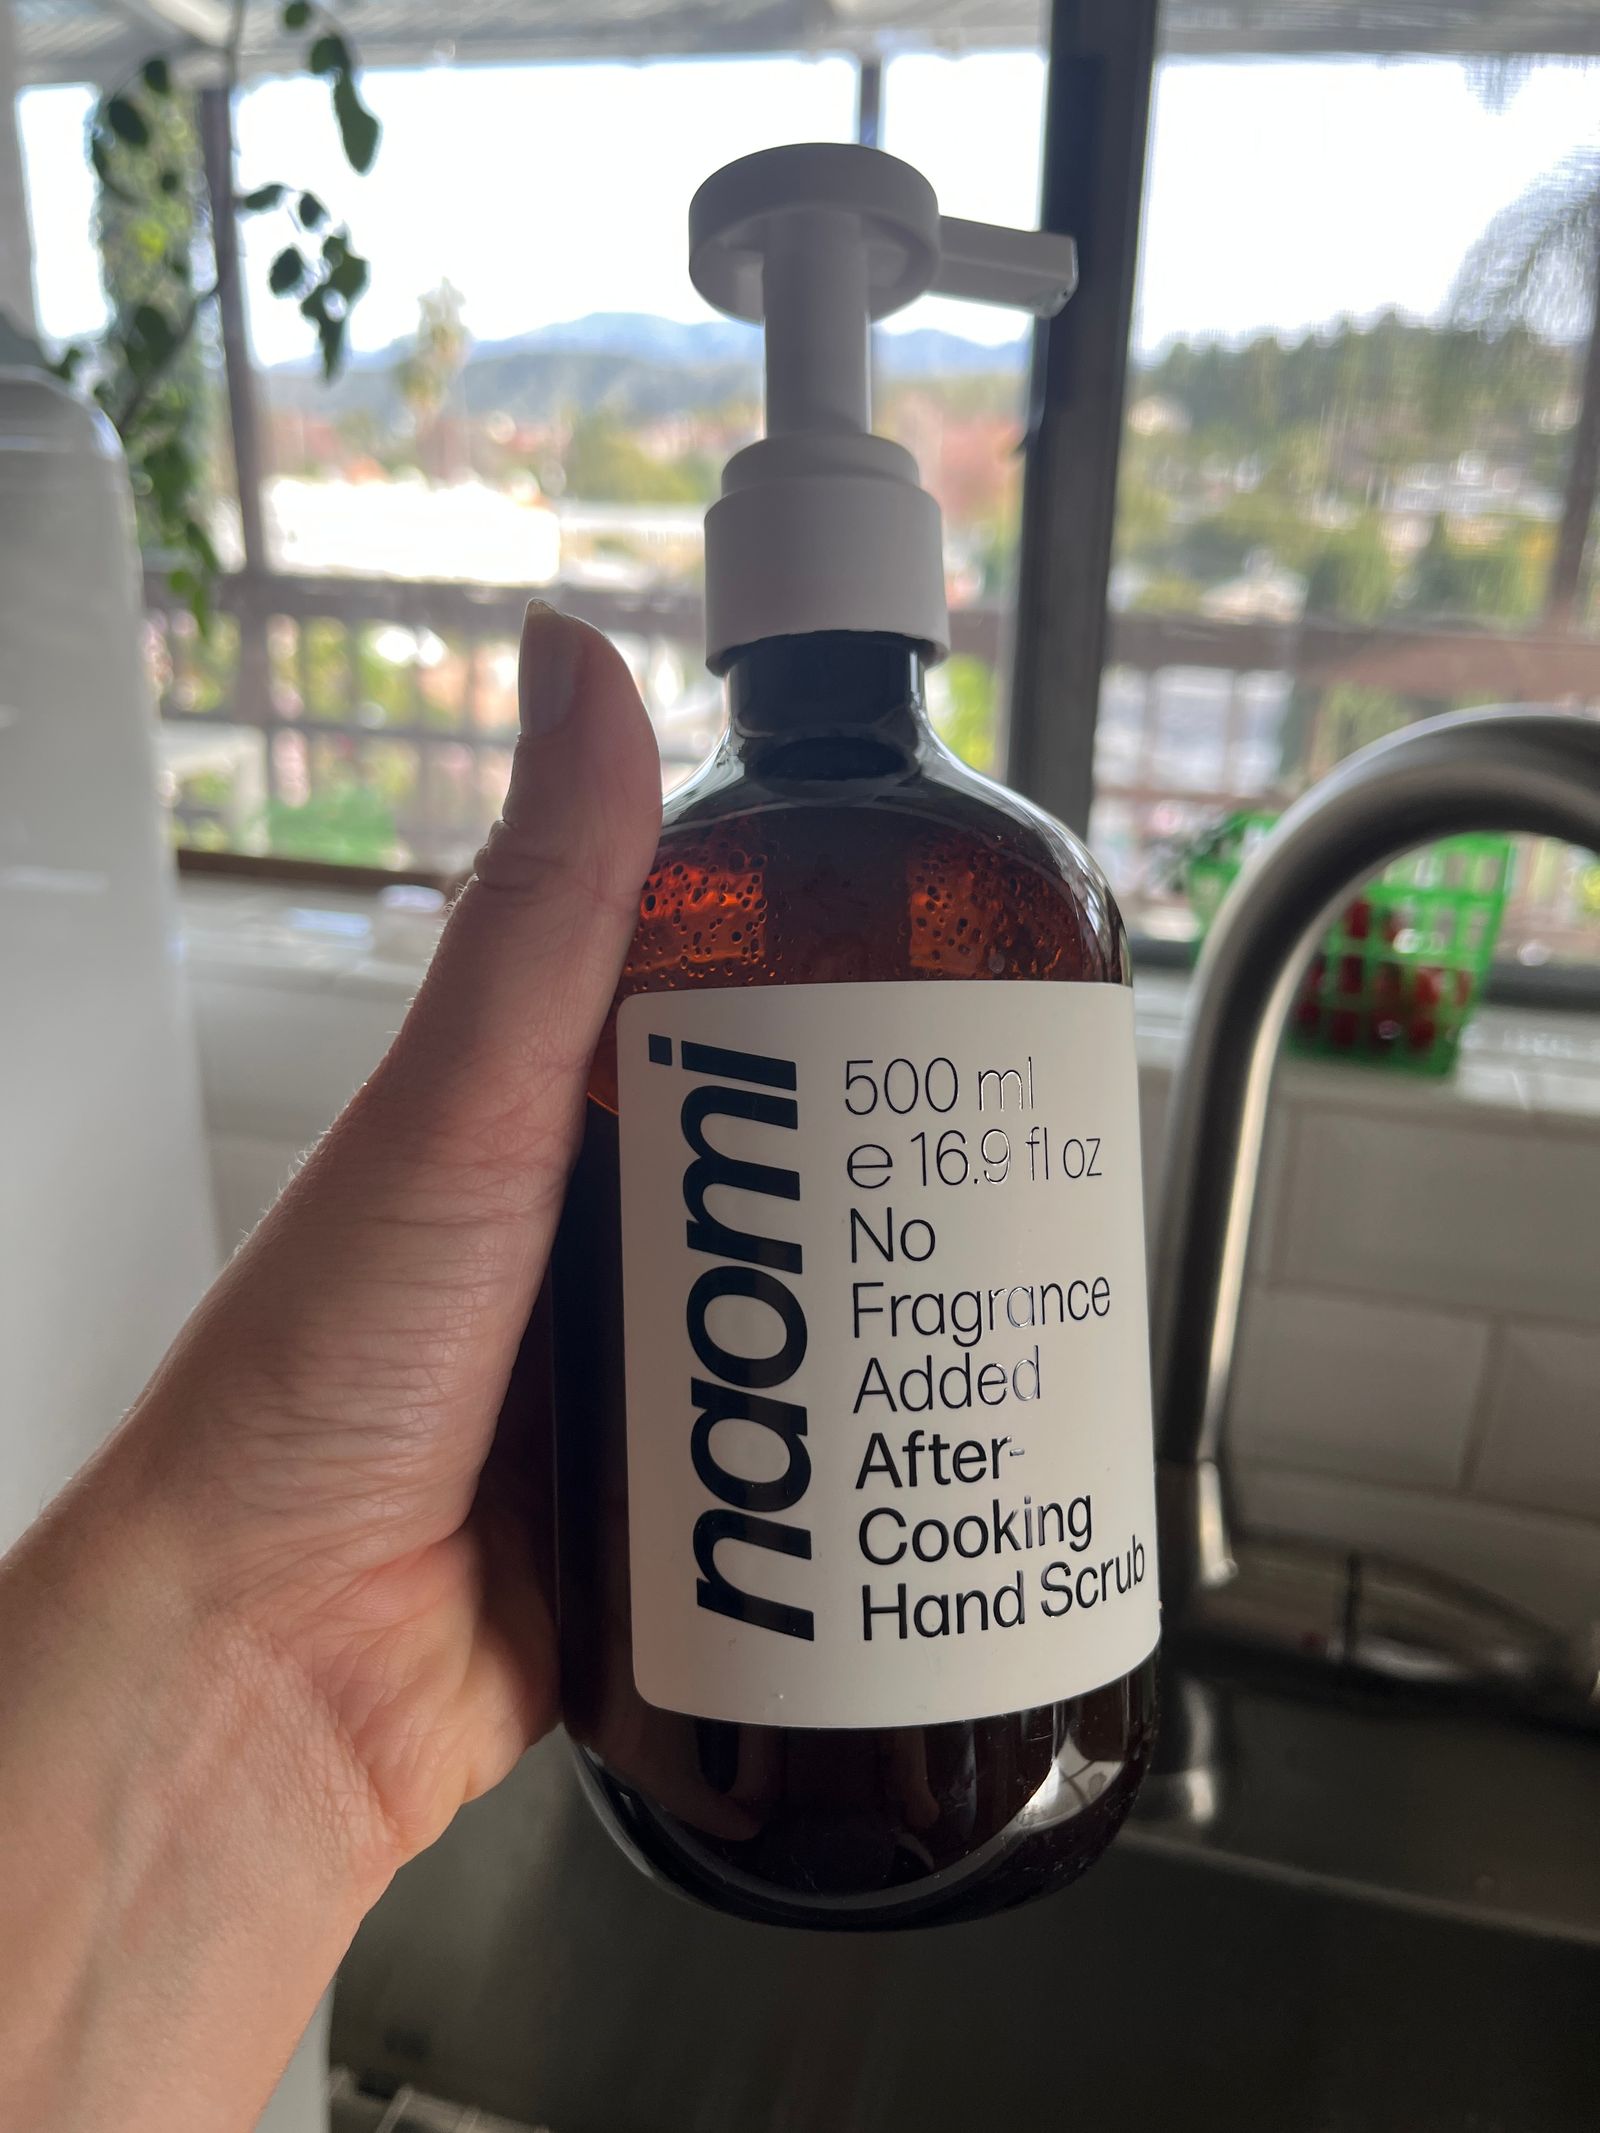 naomi
500 ml
e 16.9 fl oz
No
Fragrance
Added
After-
Cooking
Hand Scrub